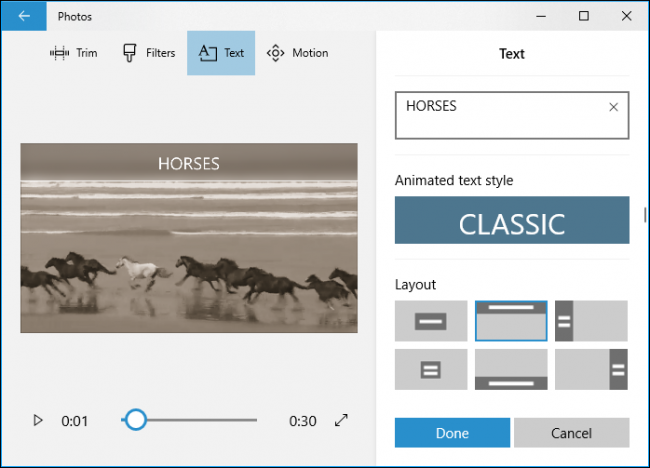 Photos
Trim Filters Text Motion
Text
HORSES
HORSES
Animated text style
CLASSIC
Layout
0:01 0:30
Done Cancel